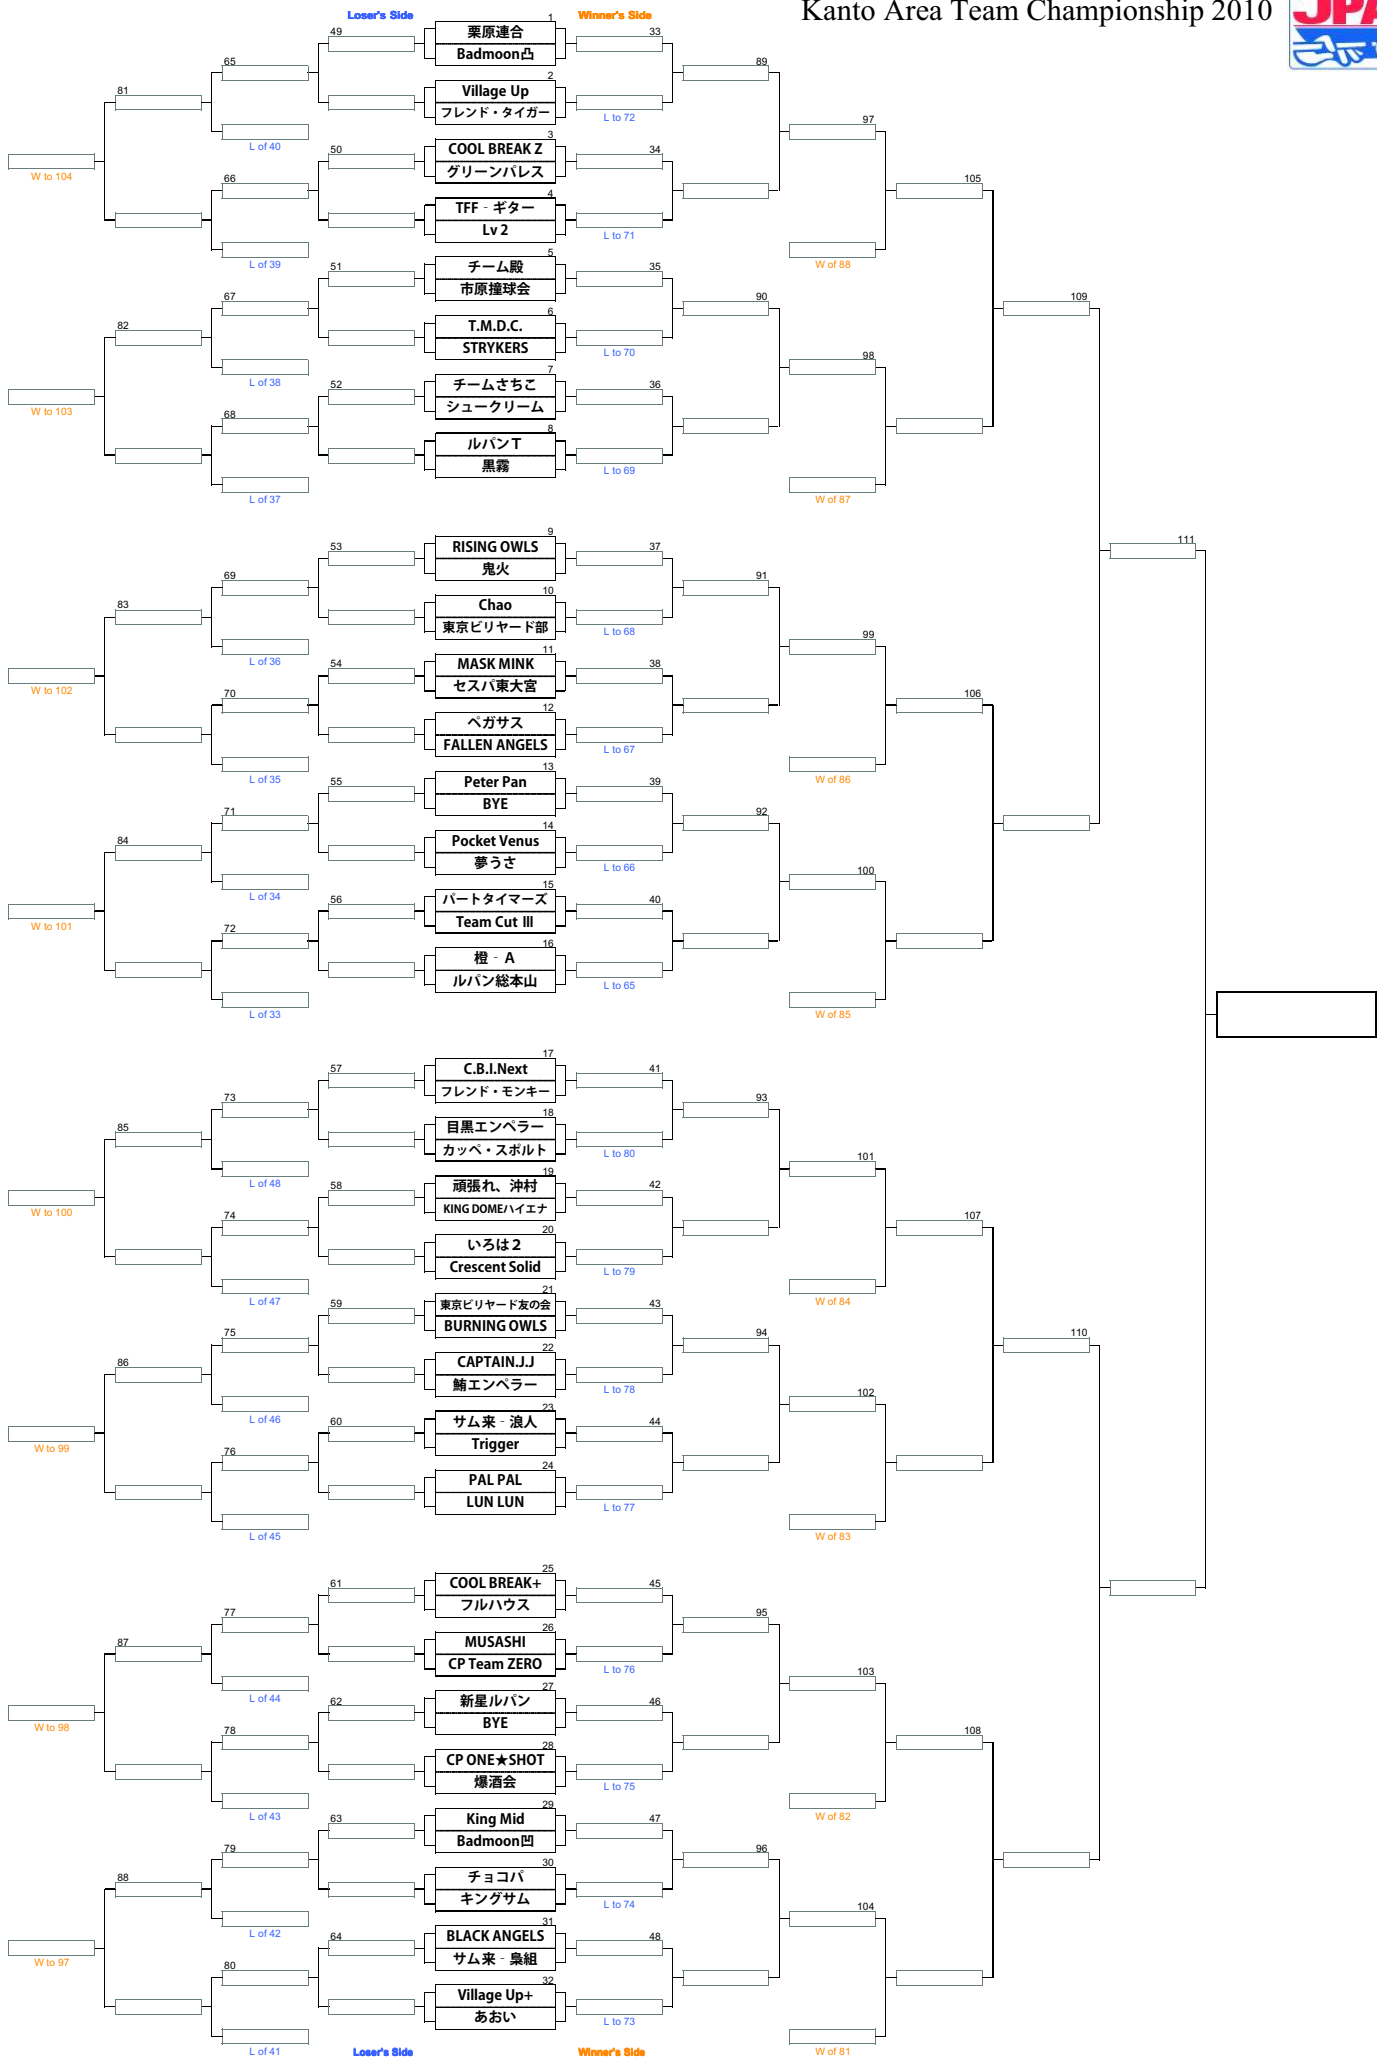 Kanto Area Team Championship 2010
JPA
Loser's Side
Winner's Side
1
栗原連合
Badmoon凸
49
33
65
89
2
Village Up
フレンド・タイガー
81
L to 72
97
L of 40
3
COOL BREAK Z
グリーンパレス
50
34
W to 104
66
105
4
TFF‐ギター
Lv 2
L to 71
L of 39
W of 88
5
チーム殿
市原撞球会
51
35
67
90
109
6
T.M.D.C.
STRYKERS
82
L to 70
98
L of 38
7
チームさちこ
シュークリーム
52
36
W to 103
68
8
ルパンT
黒霧
L to 69
L of 37
W of 87
9
RISING OWLS
鬼火
53
37
111
69
91
10
Chao
東京ビリヤード部
83
L to 68
99
L of 36
11
MASK MINK
セスパ東大宮
54
38
W to 102
70
106
12
ペガサス
FALLEN ANGELS
L to 67
L of 35
W of 86
13
Peter Pan
BYE
55
39
71
92
14
Pocket Venus
夢うさ
84
L to 66
100
L of 34
15
パートタイマーズ
Team Cut Ⅲ
56
40
W to 101
72
16
橙‐A
ルパン総本山
L to 65
L of 33
W of 85
17
C.B.I.Next
フレンド・モンキー
57
41
73
93
18
目黒エンペラー
カッペ・スポルト
85
L to 80
101
L of 48
19
頑張れ、沖村
KING DOMEハイエナ
58
42
W to 100
74
107
20
いろは２
Crescent Solid
L to 79
L of 47
W of 84
21
東京ビリヤード友の会
BURNING OWLS
59
43
75
94
110
22
CAPTAIN.J.J
鮪エンペラー
86
L to 78
102
L of 46
23
サム来‐浪人
Trigger
60
44
W to 99
76
24
PAL PAL
LUN LUN
L to 77
L of 45
W of 83
25
COOL BREAK+
フルハウス
61
45
77
95
26
MUSASHI
CP Team ZERO
87
L to 76
103
L of 44
27
新星ルパン
BYE
62
46
W to 98
78
108
28
CP ONE★SHOT
爆酒会
L to 75
L of 43
W of 82
29
King Mid
Badmoon凹
63
47
79
96
30
チョコパ
キングサム
88
L to 74
104
L of 42
31
BLACK ANGELS
サム来‐梟組
64
48
W to 97
80
32
Village Up+
あおい
L to 73
L of 41
W of 81
Loser's Side
Winner's Side